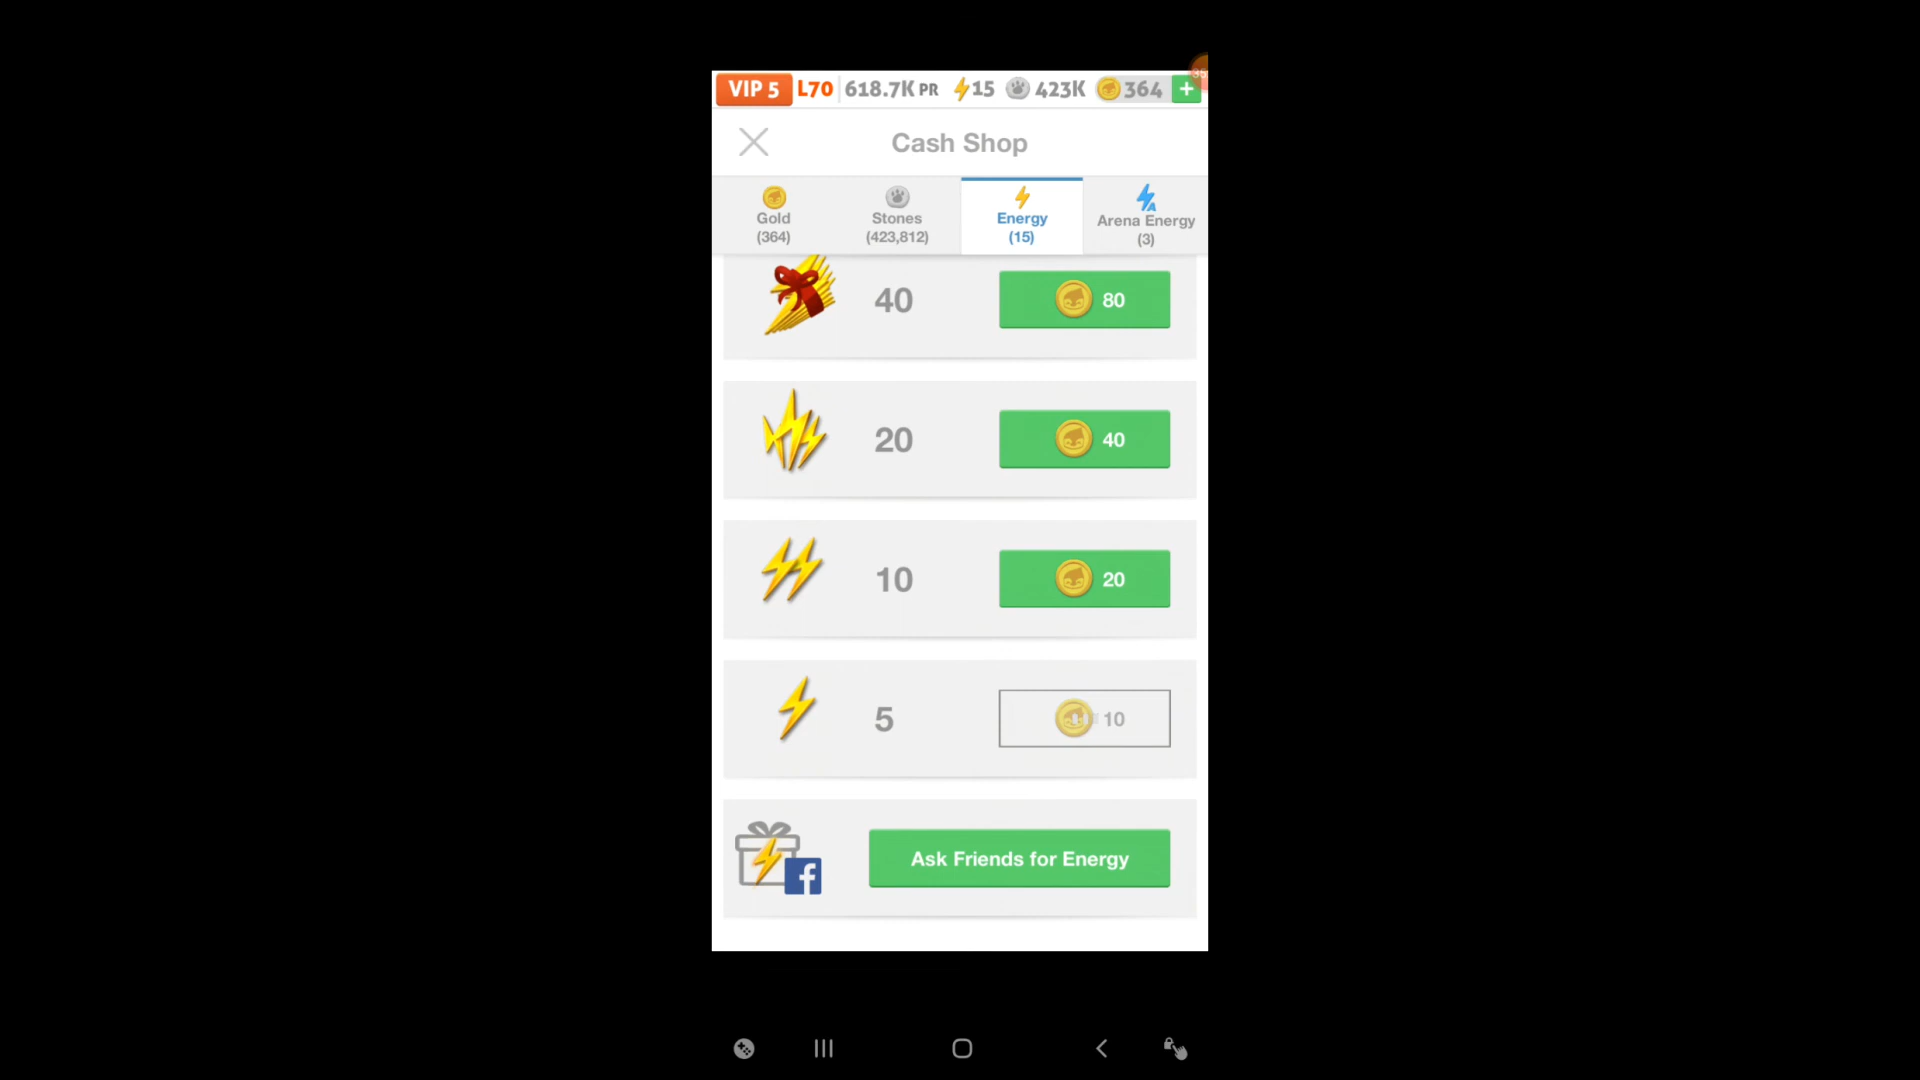 VIP 5 L70 618.7K PR 15 423K 364 +
35
Cash Shop
Gold
(364)
Stones
(423,812)
Energy
(15)
Arena Energy
(3)
40 80
20 40
10 20
5 10
Ask Friends for Energy